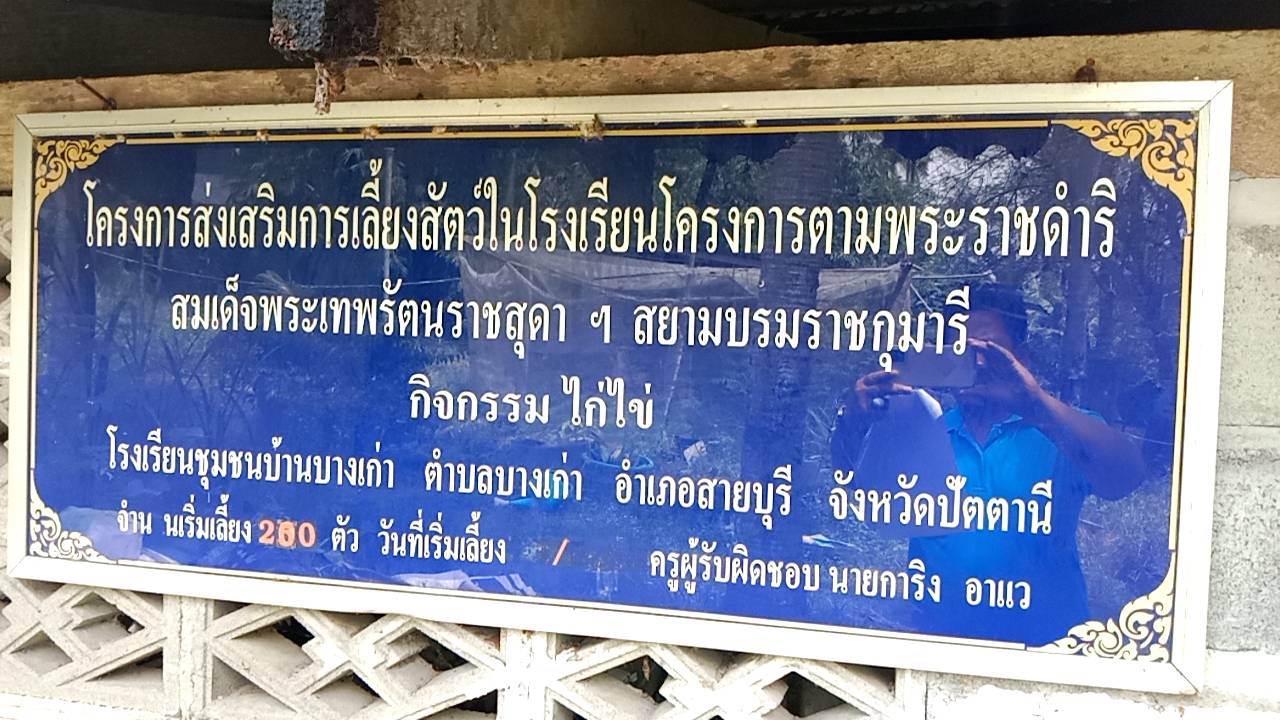 โครงการส่งเสริมการเลี้ยงสัตว์ในโรงเรียนโครงการตามพระราชดำริ
สมเด็จพระเทพรัตนราชสุดา ฯ สยามบรมราชกุมารี
กิจกรรม ไก่ไข่
โรงเรียนชุมชนบ้านบางเก่า ตำบลบางเก่า อำเภอสายบุรี จังหวัดปัตตานี
จำน นเริ่มเลี้ยง ตัว วันที่เริ่มเลี้ยง / ครูผู้รับผิดชอบ นายการิง อาแว